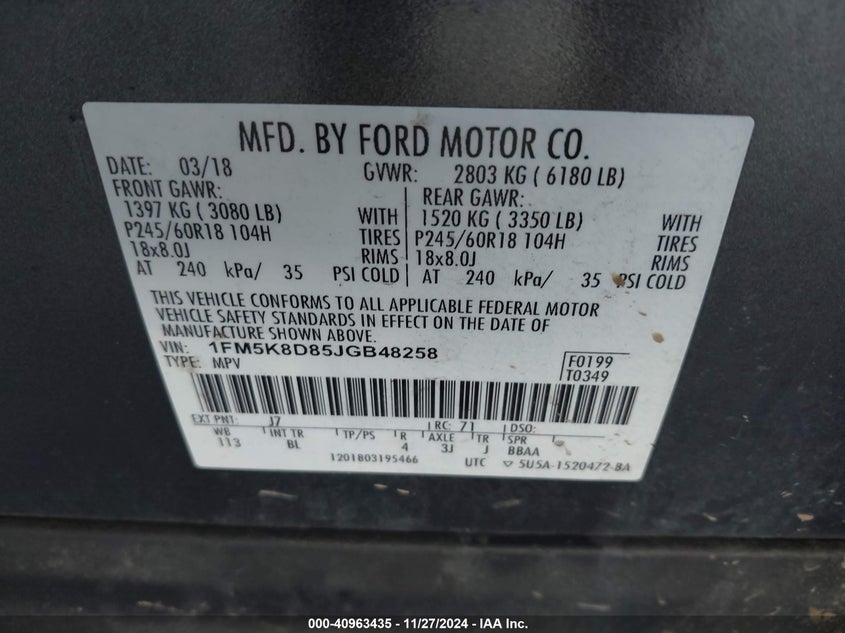 MFD. BY FORD MOTOR CO.
DATE: 03/18 GVWR: 2803 KG ( 6180 LB)
FRONT GAWR: REAR GAWR:
1397 KG ( 3080 LB) WITH 1520 KG ( 3350 LB) WITH
P245/60R18 104H TIRES P245/60R18 104H TIRES
18x8.0J RIMS 18x8.0J RIMS
AT 240 kPa/ 35 PSI COLD AT 240 kPa/ 35 PSI COLD
THIS VEHICLE CONFORMS TO ALL APPLICABLE FEDERAL MOTOR
VEHICLE SAFETY STANDARDS IN EFFECT ON THE DATE OF
MANUFACTURE SHOWN ABOVE.
VIN: 1FM5K8D85JGB48258 F0199
TYPE: MPV T0349
EXT PNT: J7 RC: 71 DSO:
WB INT TR TP/PS R AXLE TR SPR
113 BL 4 3J J BBAA
1201803195466 UTC 5U5A-1520472-BA
000-40963435 - 11/27/2024 - IAA Inc.